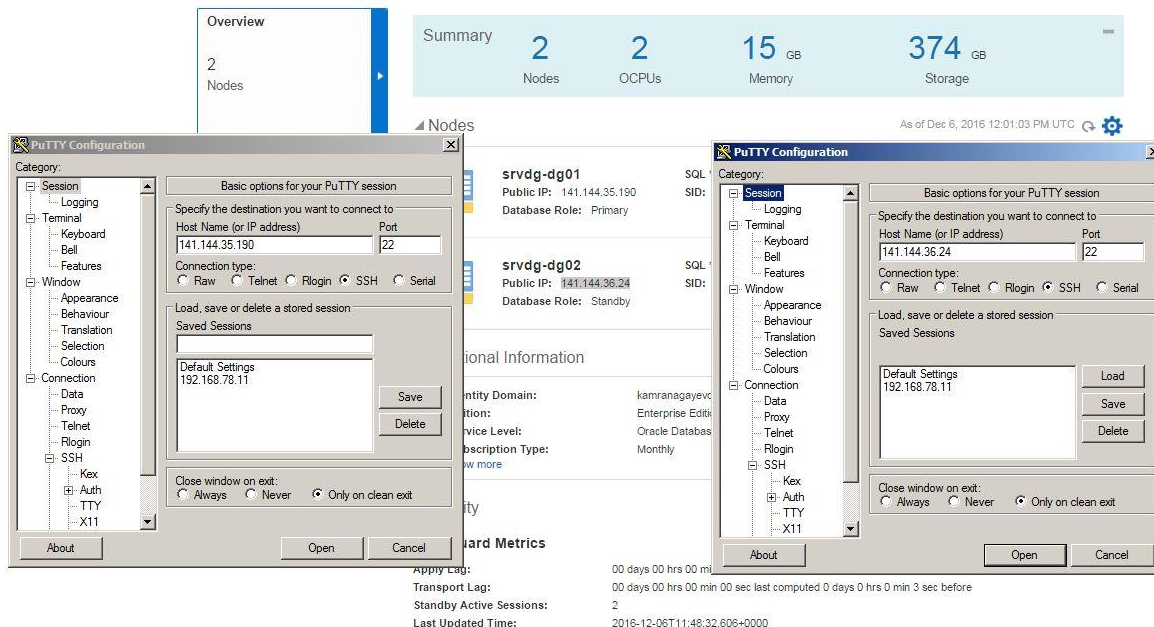 Overview
2
Nodes
Summary
2
Nodes
2
OCPUs
15 GB
Memory
374 GB
Storage
Nodes
As of Dec 6, 2016 12:01:03 PM UTC
srvdg-dg01
Public IP: 141.144.35.190
Database Role: Primary
SQL
SID:
srvdg-dg02
Public IP: 141.144.36.24
Database Role: Standby
SQL
SID:
Information
Domain:
kamranagayev
Enterprise
Level:
Oracle
Type:
Monthly
more
Metrics
Apply Lag:
00 days 00 hrs 00
Transport Lag:
00 days 00 hrs 00 min 00 sec last computed 0 days 0 hrs 0 min 3 sec before
Standby Active Sessions:
2
Last Updated Time:
2016-12-06T11:48:32.606+0000
PuTTY Configuration
Category:
Session
Logging
Terminal
Keyboard
Bell
Features
Window
Appearance
Behaviour
Translation
Selection
Colours
Connection
Data
Proxy
Telnet
Rlogin
SSH
Kex
Auth
TTY
X11
Basic options for your PuTTY session
Specify the destination you want to connect to
Host Name (or IP address) Port
141.144.35.190 22
Connection type:
Raw Telnet Rlogin SSH Serial
Load, save or delete a stored session
Saved Sessions
Default Settings
192.168.78.11
Save
Delete
Close window on exit:
Always Never Only on clean exit
About Open Cancel
PuTTY Configuration
Category:
Session
Logging
Terminal
Keyboard
Bell
Features
Window
Appearance
Behaviour
Translation
Selection
Colours
Connection
Data
Proxy
Telnet
Rlogin
SSH
Kex
Auth
TTY
X11
Basic options for your PuTTY session
Specify the destination you want to connect to
Host Name (or IP address) Port
141.144.36.24 22
Connection type:
Raw Telnet Rlogin SSH Serial
Load, save or delete a stored session
Saved Sessions
Default Settings
192.168.78.11
Load
Save
Delete
Close window on exit:
Always Never Only on clean exit
About Open Cancel